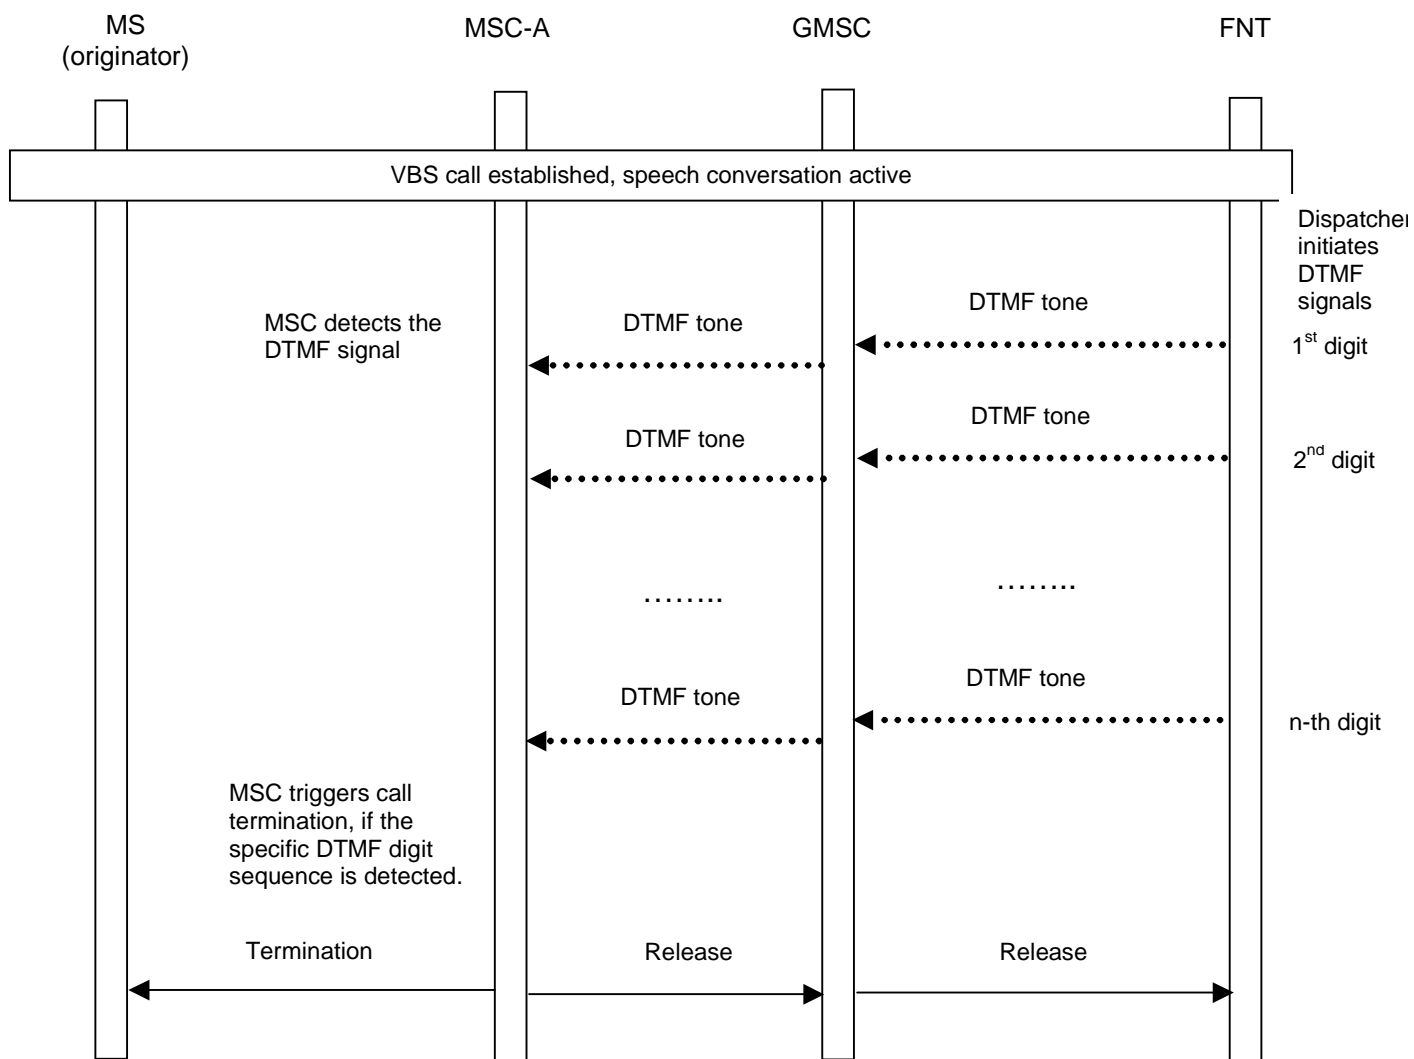 MS
(originator)
MSC-A
GMSC
FNT
VBS call established, speech conversation active
Dispatcher
initiates
DTMF
signals
MSC detects the
DTMF signal
DTMF tone
DTMF tone
1st digit
DTMF tone
DTMF tone
2nd digit
........
........
DTMF tone
DTMF tone
n-th digit
MSC triggers call
termination, if the
specific DTMF digit
sequence is detected.
Termination
Release
Release